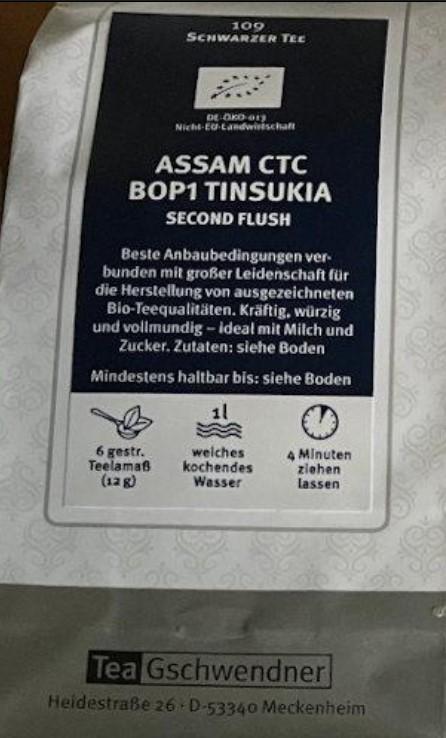 109
SCHWARZER TEE
DE-ÖKO-013
Nicht-EU-Landwirtschaft
ASSAM CTC
BOP1 TINSUKIA
SECOND FLUSH
Beste Anbaubedingungen ver-
bunden mit großer Leidenschaft für
die Herstellung von ausgezeichneten
Bio-Teequalitäten. Kräftig, würzig
und vollmundig – ideal mit Milch und
Zucker. Zutaten: siehe Boden
Mindestens haltbar bis: siehe Boden
6 gestr.
Teelamaß
(12 g)
1l
weiches
kochendes
Wasser
4 Minuten
ziehen
lassen
Tea Gschwendner
Heidestraße 26 · D-53340 Meckenheim